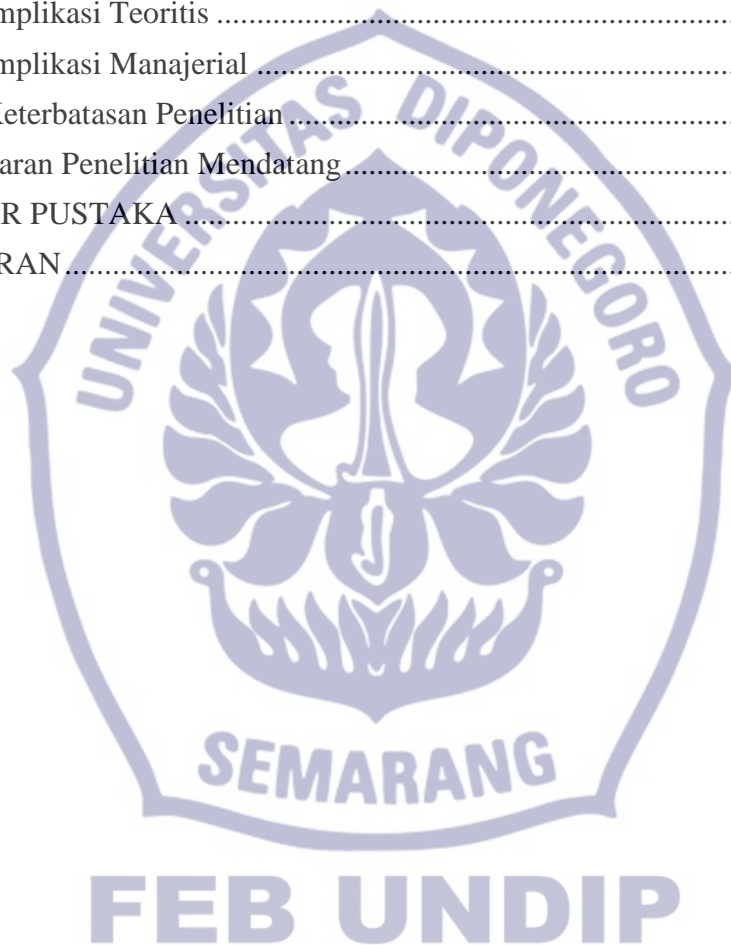 mplikasi Teoritis ....................................................................
mplikasi Manajerial ..............................................................
Keterbatasan Penelitian .........................................................
aran Penelitian Mendatang....................................................
R PUSTAKA .......................................................................
RAN.........................................................................................
UNIVERSITAS DIPONEGORO
SEMARANG
FEB UNDIP